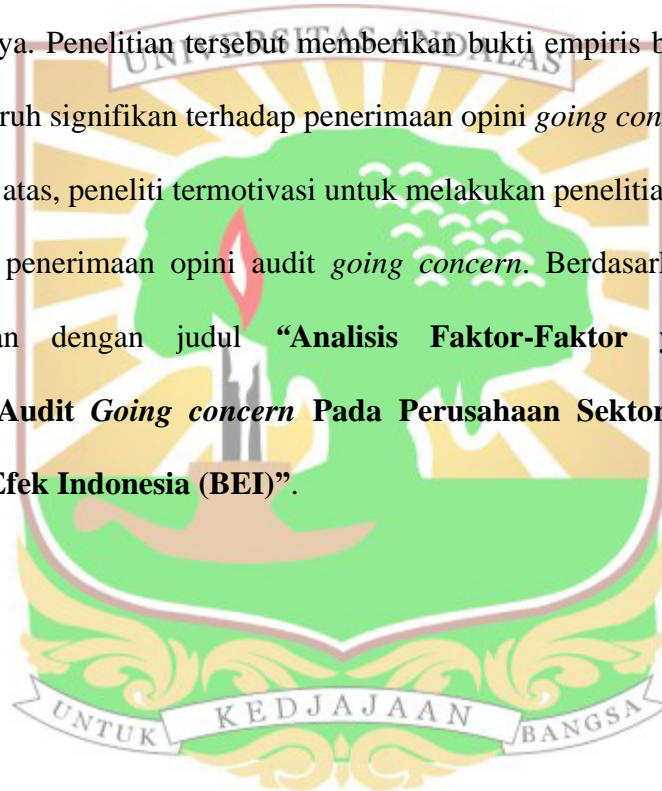 ya. Penelitian tersebut memberikan bukti empiris b
UNIVERSITAS ANDALAS
ruh signifikan terhadap penerimaan opini going con
atas, peneliti termotivasi untuk melakukan penelitia
penerimaan opini audit going concern. Berdasark
an dengan judul “Analisis Faktor-Faktor y
Audit Going concern Pada Perusahaan Sektor
Efek Indonesia (BEI)”.
UNTUK KEDJAJAAN BANGSA